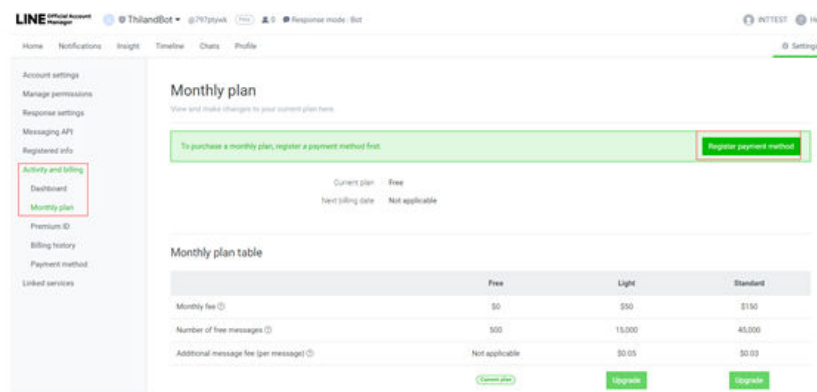 LINE Official Account Manager ThilandBot @797ptywk Free 0 Response mode : Bot INTTEST
Home Notifications Insight Timeline Chats Profile Settings
Account settings
Manage permissions
Response settings
Messaging API
Registered info
Activity and billing
Dashboard
Monthly plan
Premium ID
Billing history
Payment method
Linked services
Monthly plan
View and make changes to your current plan here.
To purchase a monthly plan, register a payment method first. Register payment method
Current plan Free
Next billing date Not applicable
Monthly plan table
Free Light Standard
Monthly fee $0 $50 $150
Number of free messages 500 15,000 45,000
Additional message fee (per message) Not applicable $0.05 $0.03
Current plan Upgrade Upgrade